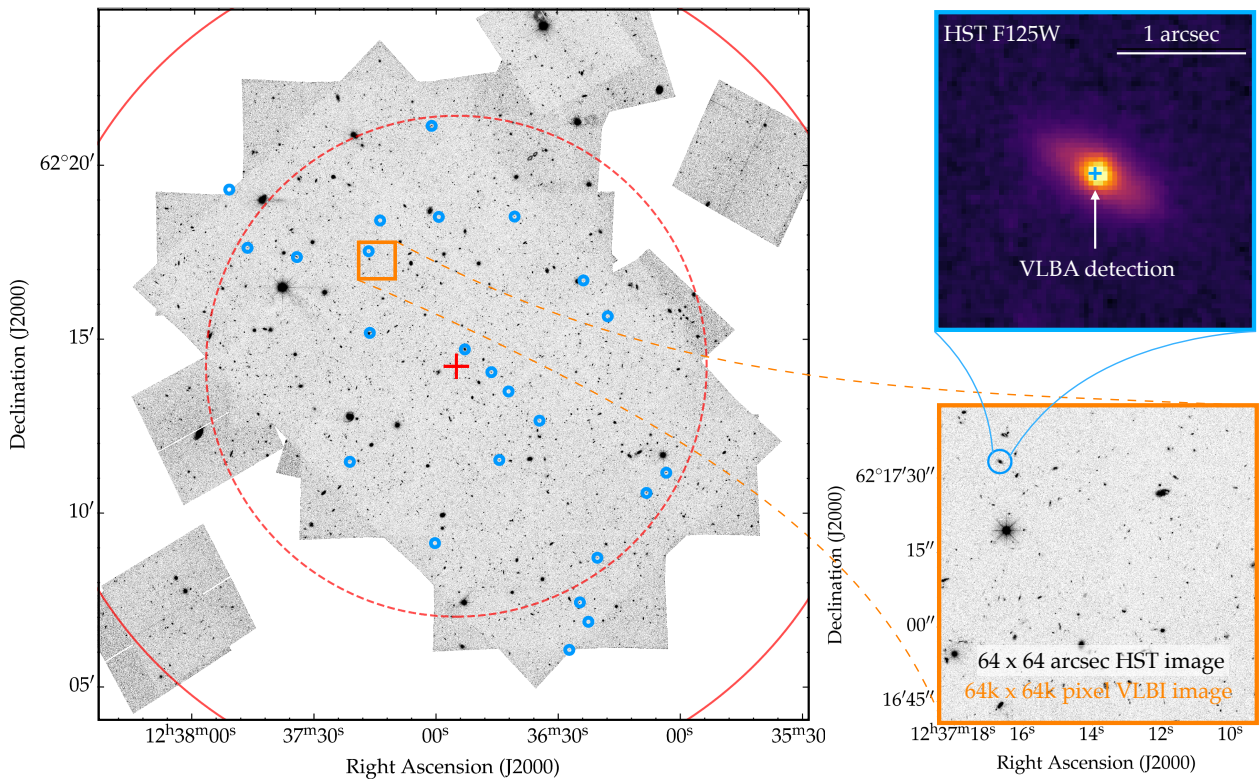 62°20′
15′
10′
05′
Declination (J2000)
12ʰ38ᵐ00ˢ
37ᵐ30ˢ
00ˢ
36ᵐ30ˢ
00ˢ
35ᵐ30ˢ
Right Ascension (J2000)
HST F125W
1 arcsec
VLBA detection
62°17′30″
15″
00″
16′45″
Declination (J2000)
64 x 64 arcsec HST image
64k x 64k pixel VLBI image
12ʰ37ᵐ18ˢ
16ˢ
14ˢ
12ˢ
10ˢ
Right Ascension (J2000)